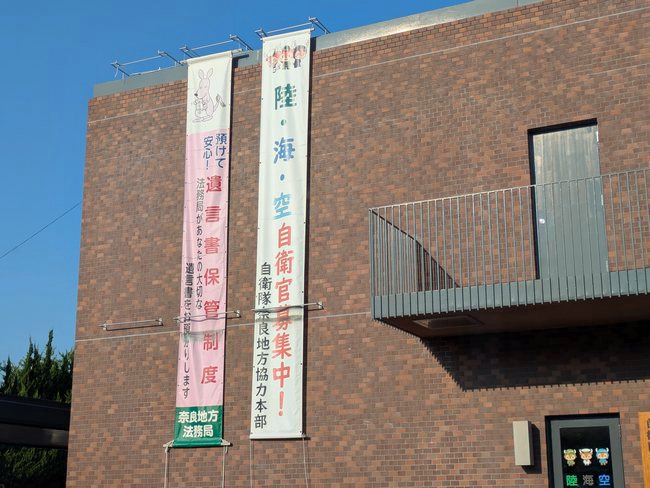 陸・海・空自衛官募集中！
自衛隊奈良地方協力本部
預けて
安心！
遺言書保管制度
法務局があなたの大切な
遺言書をお預かりします
奈良地方
法務局
陸 海 空